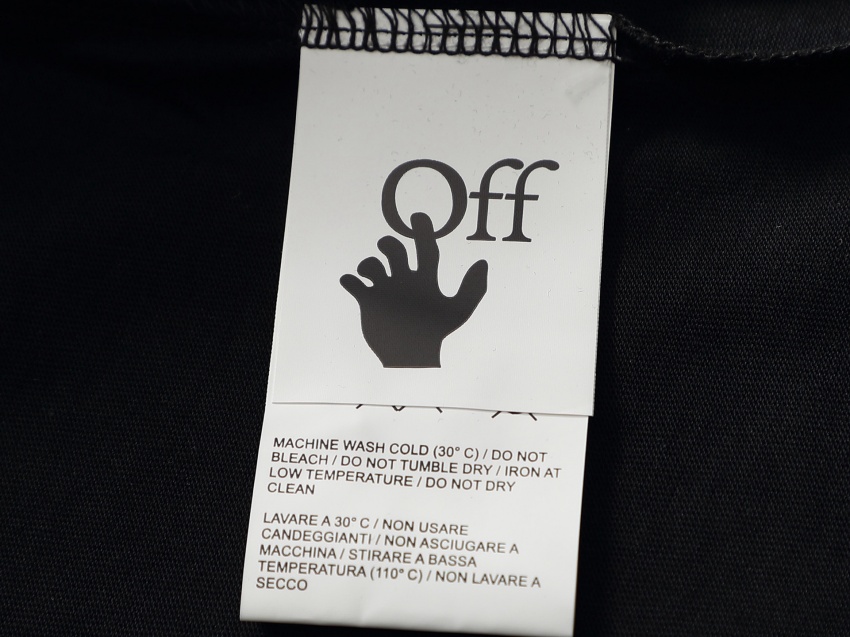 Off
MACHINE WASH COLD (30° C) / DO NOT
BLEACH / DO NOT TUMBLE DRY / IRON AT
LOW TEMPERATURE / DO NOT DRY
CLEAN
LAVARE A 30° C / NON USARE
CANDEGGIANTI / NON ASCIUGARE A
MACCHINA / STIRARE A BASSA
TEMPERATURA (110° C) / NON LAVARE A
SECCO